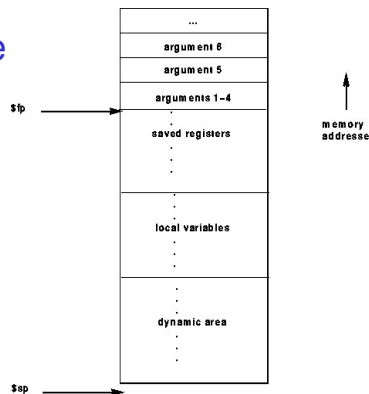 ...
e
argument 6
argument 5
arguments 1-4
$fp
memory
addresse
saved registers
local variables
dynamic area
$sp